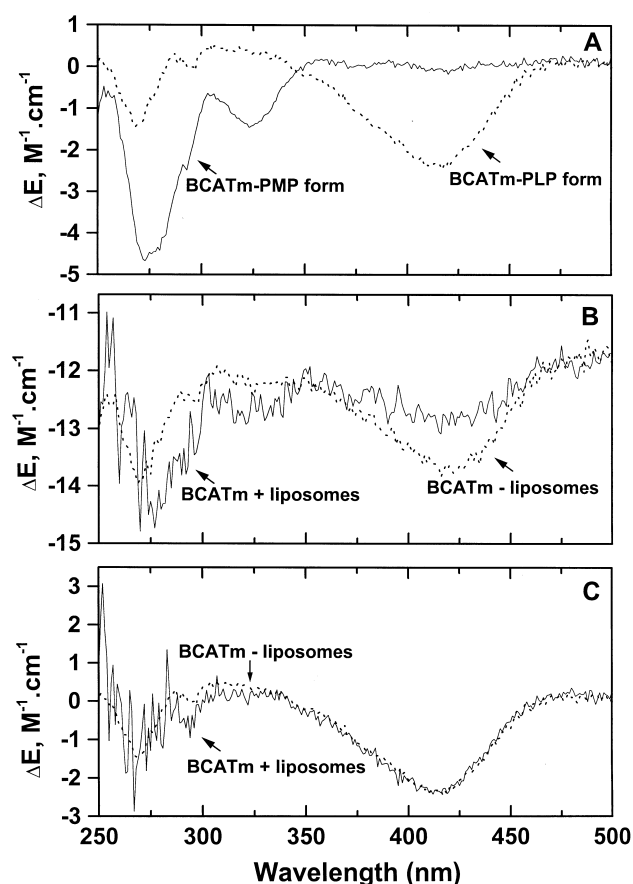 1
0
-1
-2
-3
-4
-5
ΔE, M⁻¹.cm⁻¹
A
BCATm-PMP form
BCATm-PLP form
-11
-12
-13
-14
-15
ΔE, M⁻¹.cm⁻¹
B
BCATm + liposomes
BCATm - liposomes
3
2
1
0
-1
-2
-3
ΔE, M⁻¹.cm⁻¹
C
BCATm - liposomes
BCATm + liposomes
250 300 350 400 450 500
Wavelength (nm)